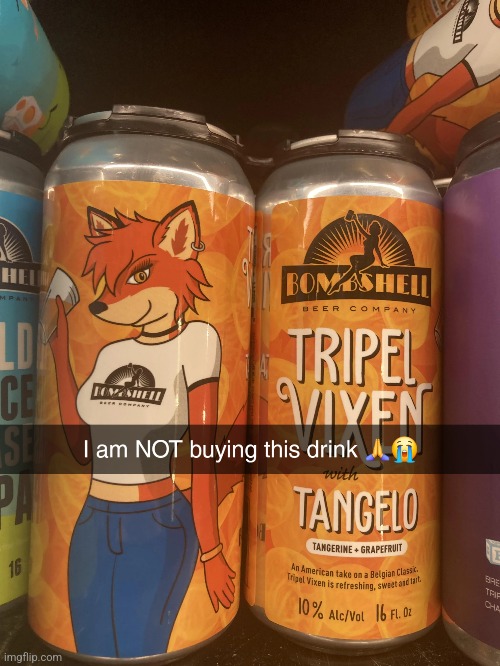 BOMBSHELL
BEER COMPANY
BOMBSHELL
BEER COMPANY
TRIPEL
VIXEN
I am NOT buying this drink 🙏😭
with
TANGELO
TANGERINE + GRAPEFRUIT
An American take on a Belgian Classic,
Tripel Vixen is refreshing, sweet and tart.
10% Alc/Vol 16 FL. Oz
16
imgflip.com